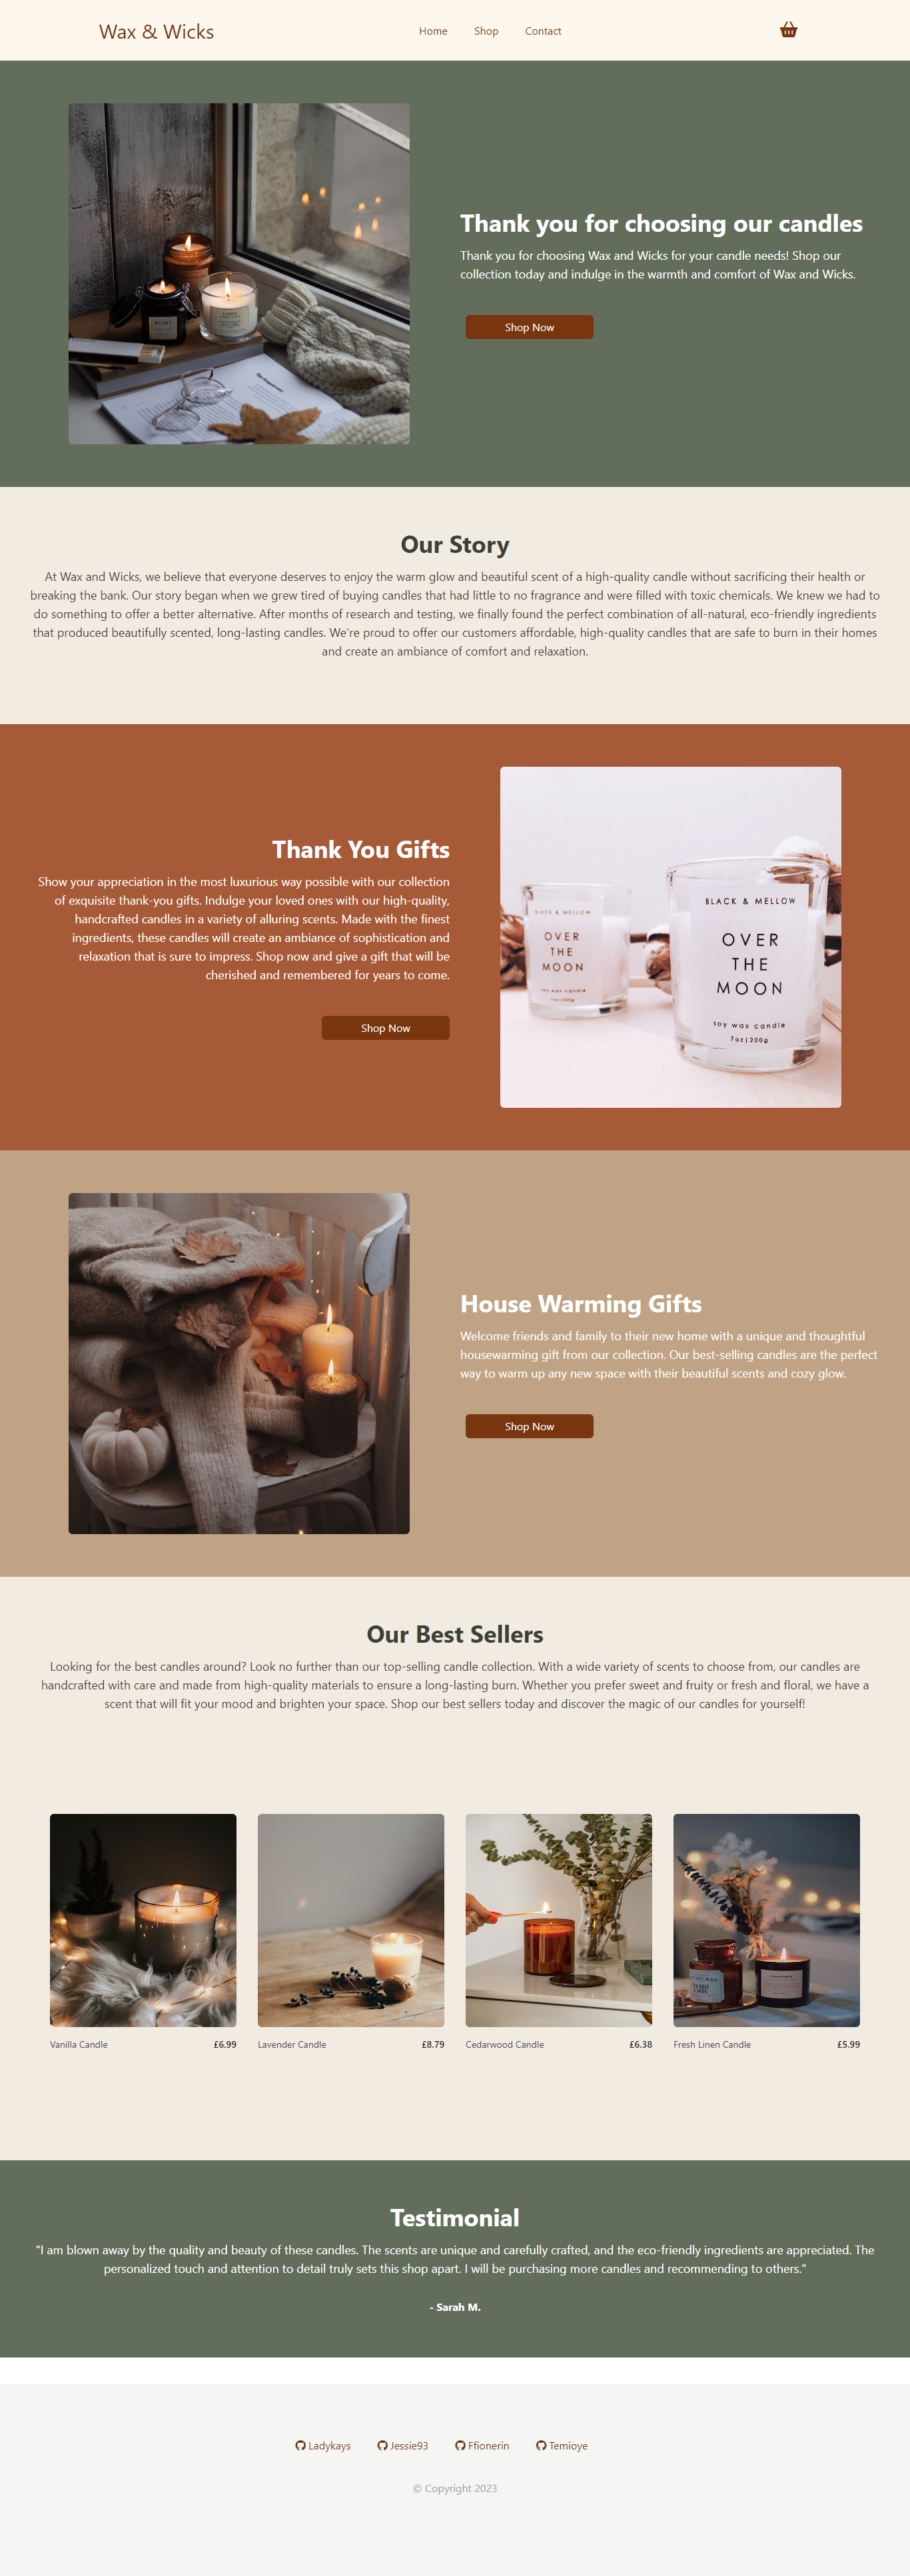 Wax & Wicks
Home Shop Contact
Thank you for choosing our candles
Thank you for choosing Wax and Wicks for your candle needs! Shop our
collection today and indulge in the warmth and comfort of Wax and Wicks.
Shop Now
Our Story
At Wax and Wicks, we believe that everyone deserves to enjoy the warm glow and beautiful scent of a high-quality candle without sacrificing their health or
breaking the bank. Our story began when we grew tired of buying candles that had little to no fragrance and were filled with toxic chemicals. We knew we had to
do something to offer a better alternative. After months of research and testing, we finally found the perfect combination of all-natural, eco-friendly ingredients
that produced beautifully scented, long-lasting candles. We're proud to offer our customers affordable, high-quality candles that are safe to burn in their homes
and create an ambiance of comfort and relaxation.
Thank You Gifts
Show your appreciation in the most luxurious way possible with our collection
of exquisite thank-you gifts. Indulge your loved ones with our high-quality,
handcrafted candles in a variety of alluring scents. Made with the finest
ingredients, these candles will create an ambiance of sophistication and
relaxation that is sure to impress. Shop now and give a gift that will be
cherished and remembered for years to come.
Shop Now
BLACK & MELLOW
OVER
THE
MOON
soy wax candle
7oz|200g
BLACK & MELLOW
OVER
THE
MOON
soy wax candle
7oz|200g
House Warming Gifts
Welcome friends and family to their new home with a unique and thoughtful
housewarming gift from our collection. Our best-selling candles are the perfect
way to warm up any new space with their beautiful scents and cozy glow.
Shop Now
Our Best Sellers
Looking for the best candles around? Look no further than our top-selling candle collection. With a wide variety of scents to choose from, our candles are
handcrafted with care and made from high-quality materials to ensure a long-lasting burn. Whether you prefer sweet and fruity or fresh and floral, we have a
scent that will fit your mood and brighten your space. Shop our best sellers today and discover the magic of our candles for yourself!
Vanilla Candle £6.99
Lavender Candle £8.79
Cedarwood Candle £6.38
Fresh Linen Candle £5.99
Testimonial
"I am blown away by the quality and beauty of these candles. The scents are unique and carefully crafted, and the eco-friendly ingredients are appreciated. The
personalized touch and attention to detail truly sets this shop apart. I will be purchasing more candles and recommending to others."
- Sarah M.
Ladykays Jessie93 Ffionerin Temioye
© Copyright 2023